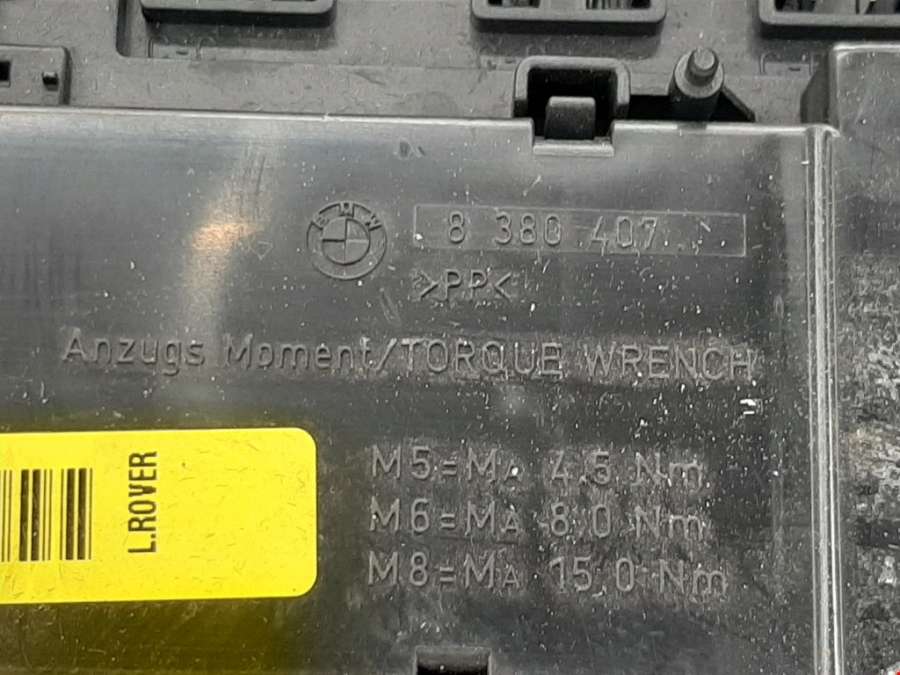 BMW
8 380 407
>PP<
Anzugs Moment/TORQUE WRENCH
L.ROVER
M5=MA 4.5 Nm
M6=MA 8.0 Nm
M8=MA 15.0 Nm